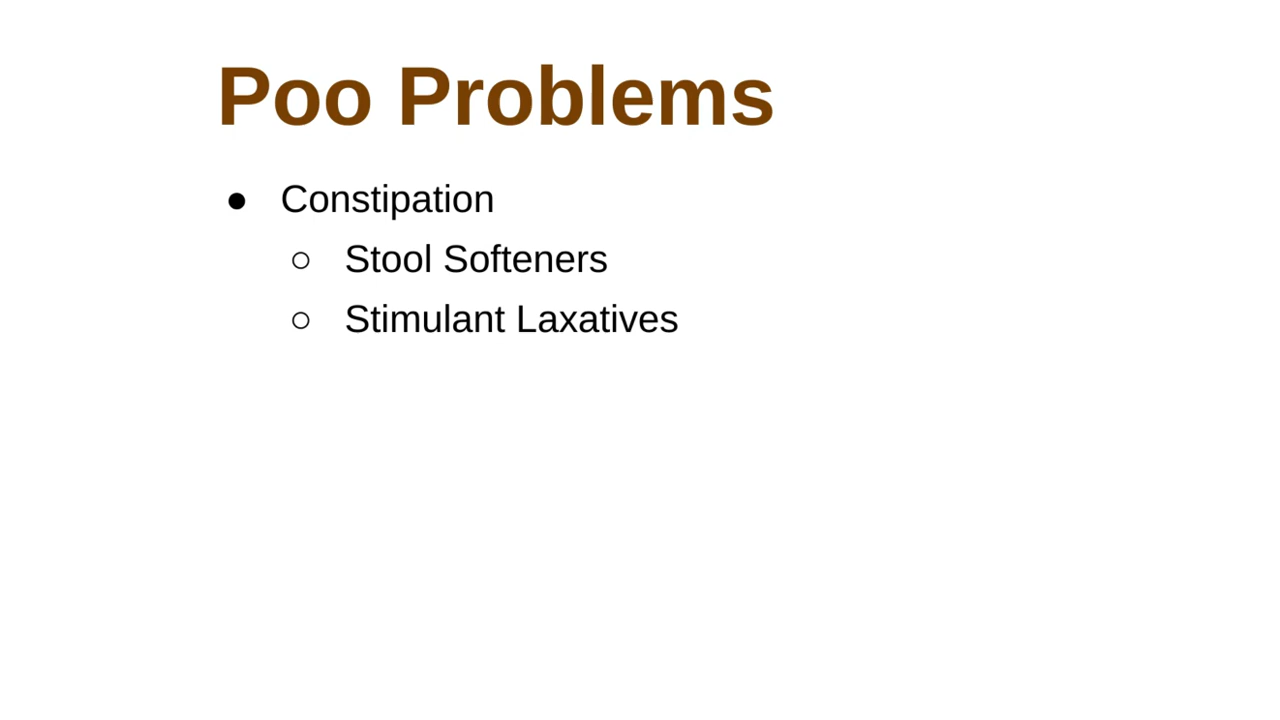 Poo Problems
● Constipation
○ Stool Softeners
○ Stimulant Laxatives